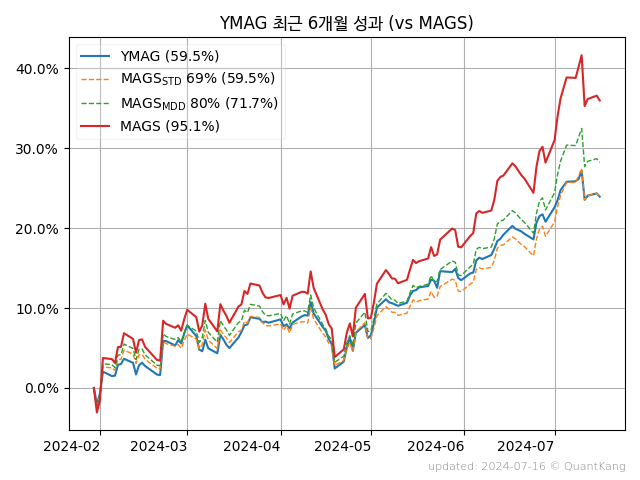 YMAG 최근 6개월 성과 (vs MAGS)
YMAG (59.5%)
MAGS_STD 69% (59.5%)
MAGS_MDD 80% (71.7%)
MAGS (95.1%)
40.0%
30.0%
20.0%
10.0%
0.0%
2024-02 2024-03 2024-04 2024-05 2024-06 2024-07
updated: 2024-07-16 © QuantKang